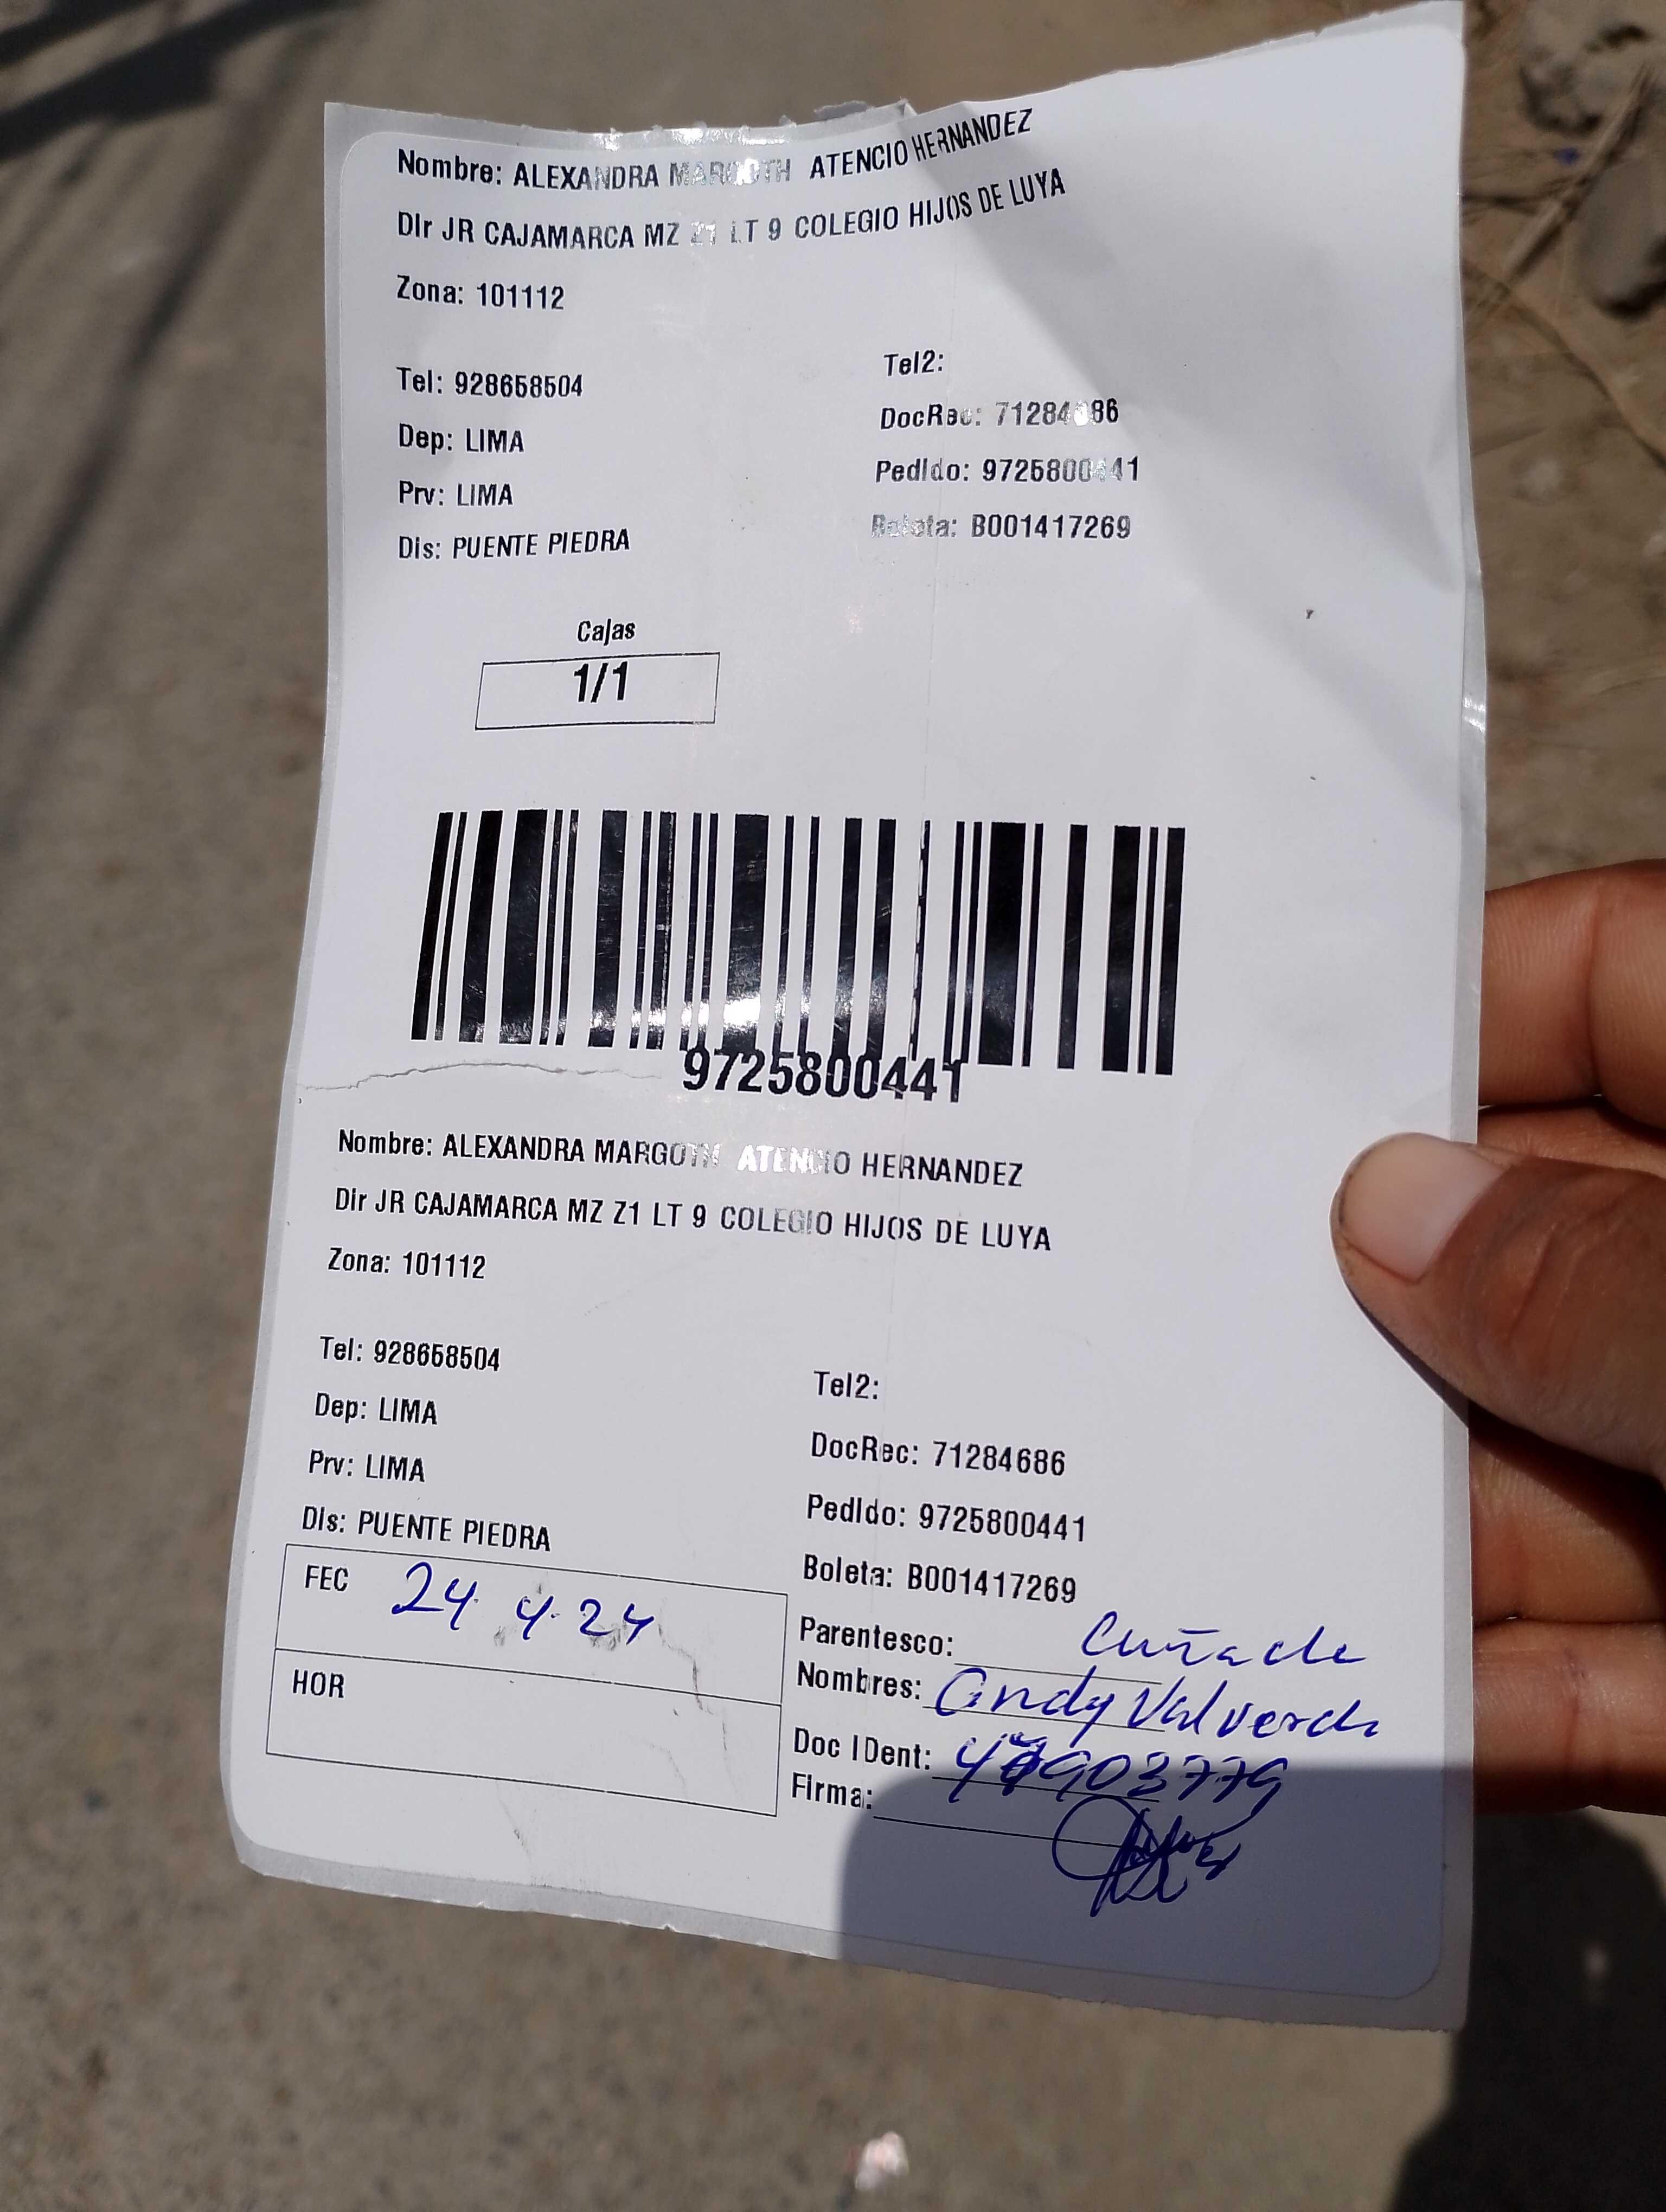 Nombre: ALEXANDRA MARGOTH ATENCIO HERNANDEZ
Dir JR CAJAMARCA MZ Z1 LT 9 COLEGIO HIJOS DE LUYA
Zona: 101112
Tel: 928658504
Tel2:
Dep: LIMA
DocRec: 71284686
Prv: LIMA
Pedido: 9725800441
Dis: PUENTE PIEDRA
Boleta: B001417269
Cajas
1/1
9725800441
Nombre: ALEXANDRA MARGOTH ATENCIO HERNANDEZ
Dir JR CAJAMARCA MZ Z1 LT 9 COLEGIO HIJOS DE LUYA
Zona: 101112
Tel: 928658504
Tel2:
Dep: LIMA
DocRec: 71284686
Prv: LIMA
Pedido: 9725800441
Dis: PUENTE PIEDRA
Boleta: B001417269
FEC 24. 4. 24
HOR
Parentesco: Cuñada
Nombres: Andy Valverde
Doc IDent:
Firma: